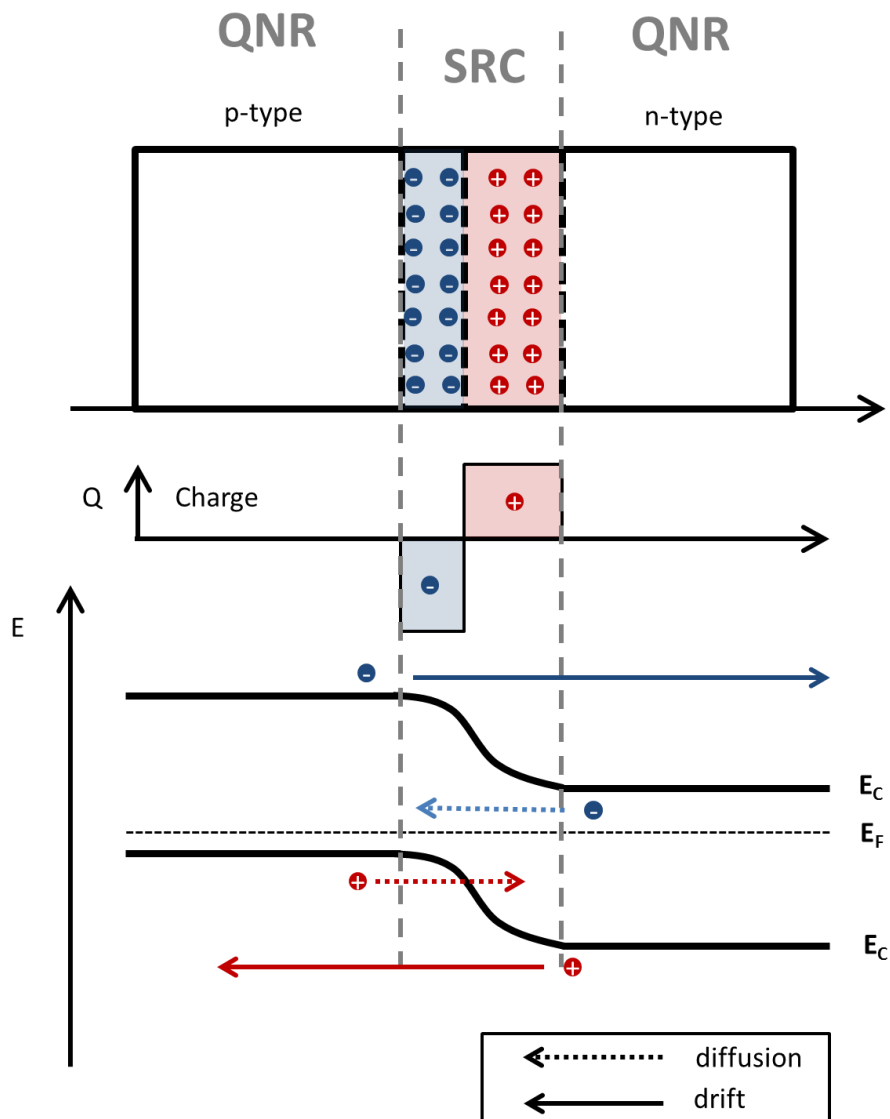 QNR
SRC
QNR
p-type
n-type
Q
Charge
E
E_C
E_F
E_C
diffusion
drift